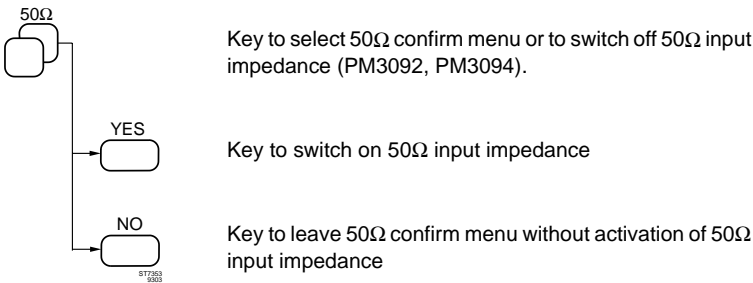 50Ω
Key to select 50Ω confirm menu or to switch off 50Ω input
impedance (PM3092, PM3094).
YES
Key to switch on 50Ω input impedance
NO
Key to leave 50Ω confirm menu without activation of 50Ω
input impedance
ST7353
9303